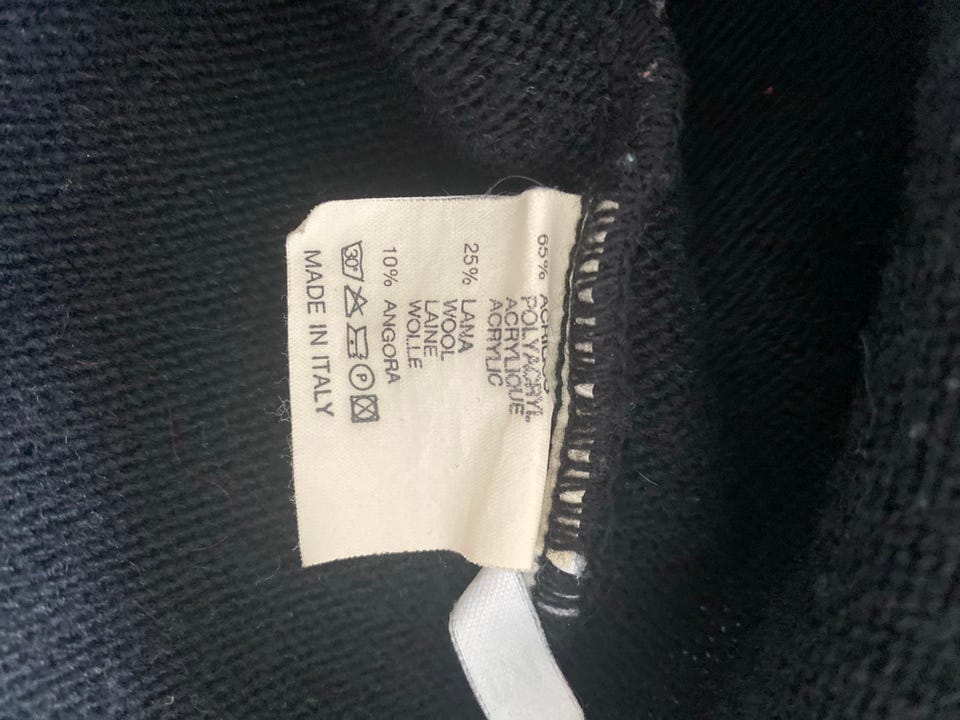 65% ACRILICO
POLYACRYL
ACRYLIQUE
ACRYLIC
25% LANA
WOOL
LAINE
WOLLE
10% ANGORA
30° P
MADE IN ITALY